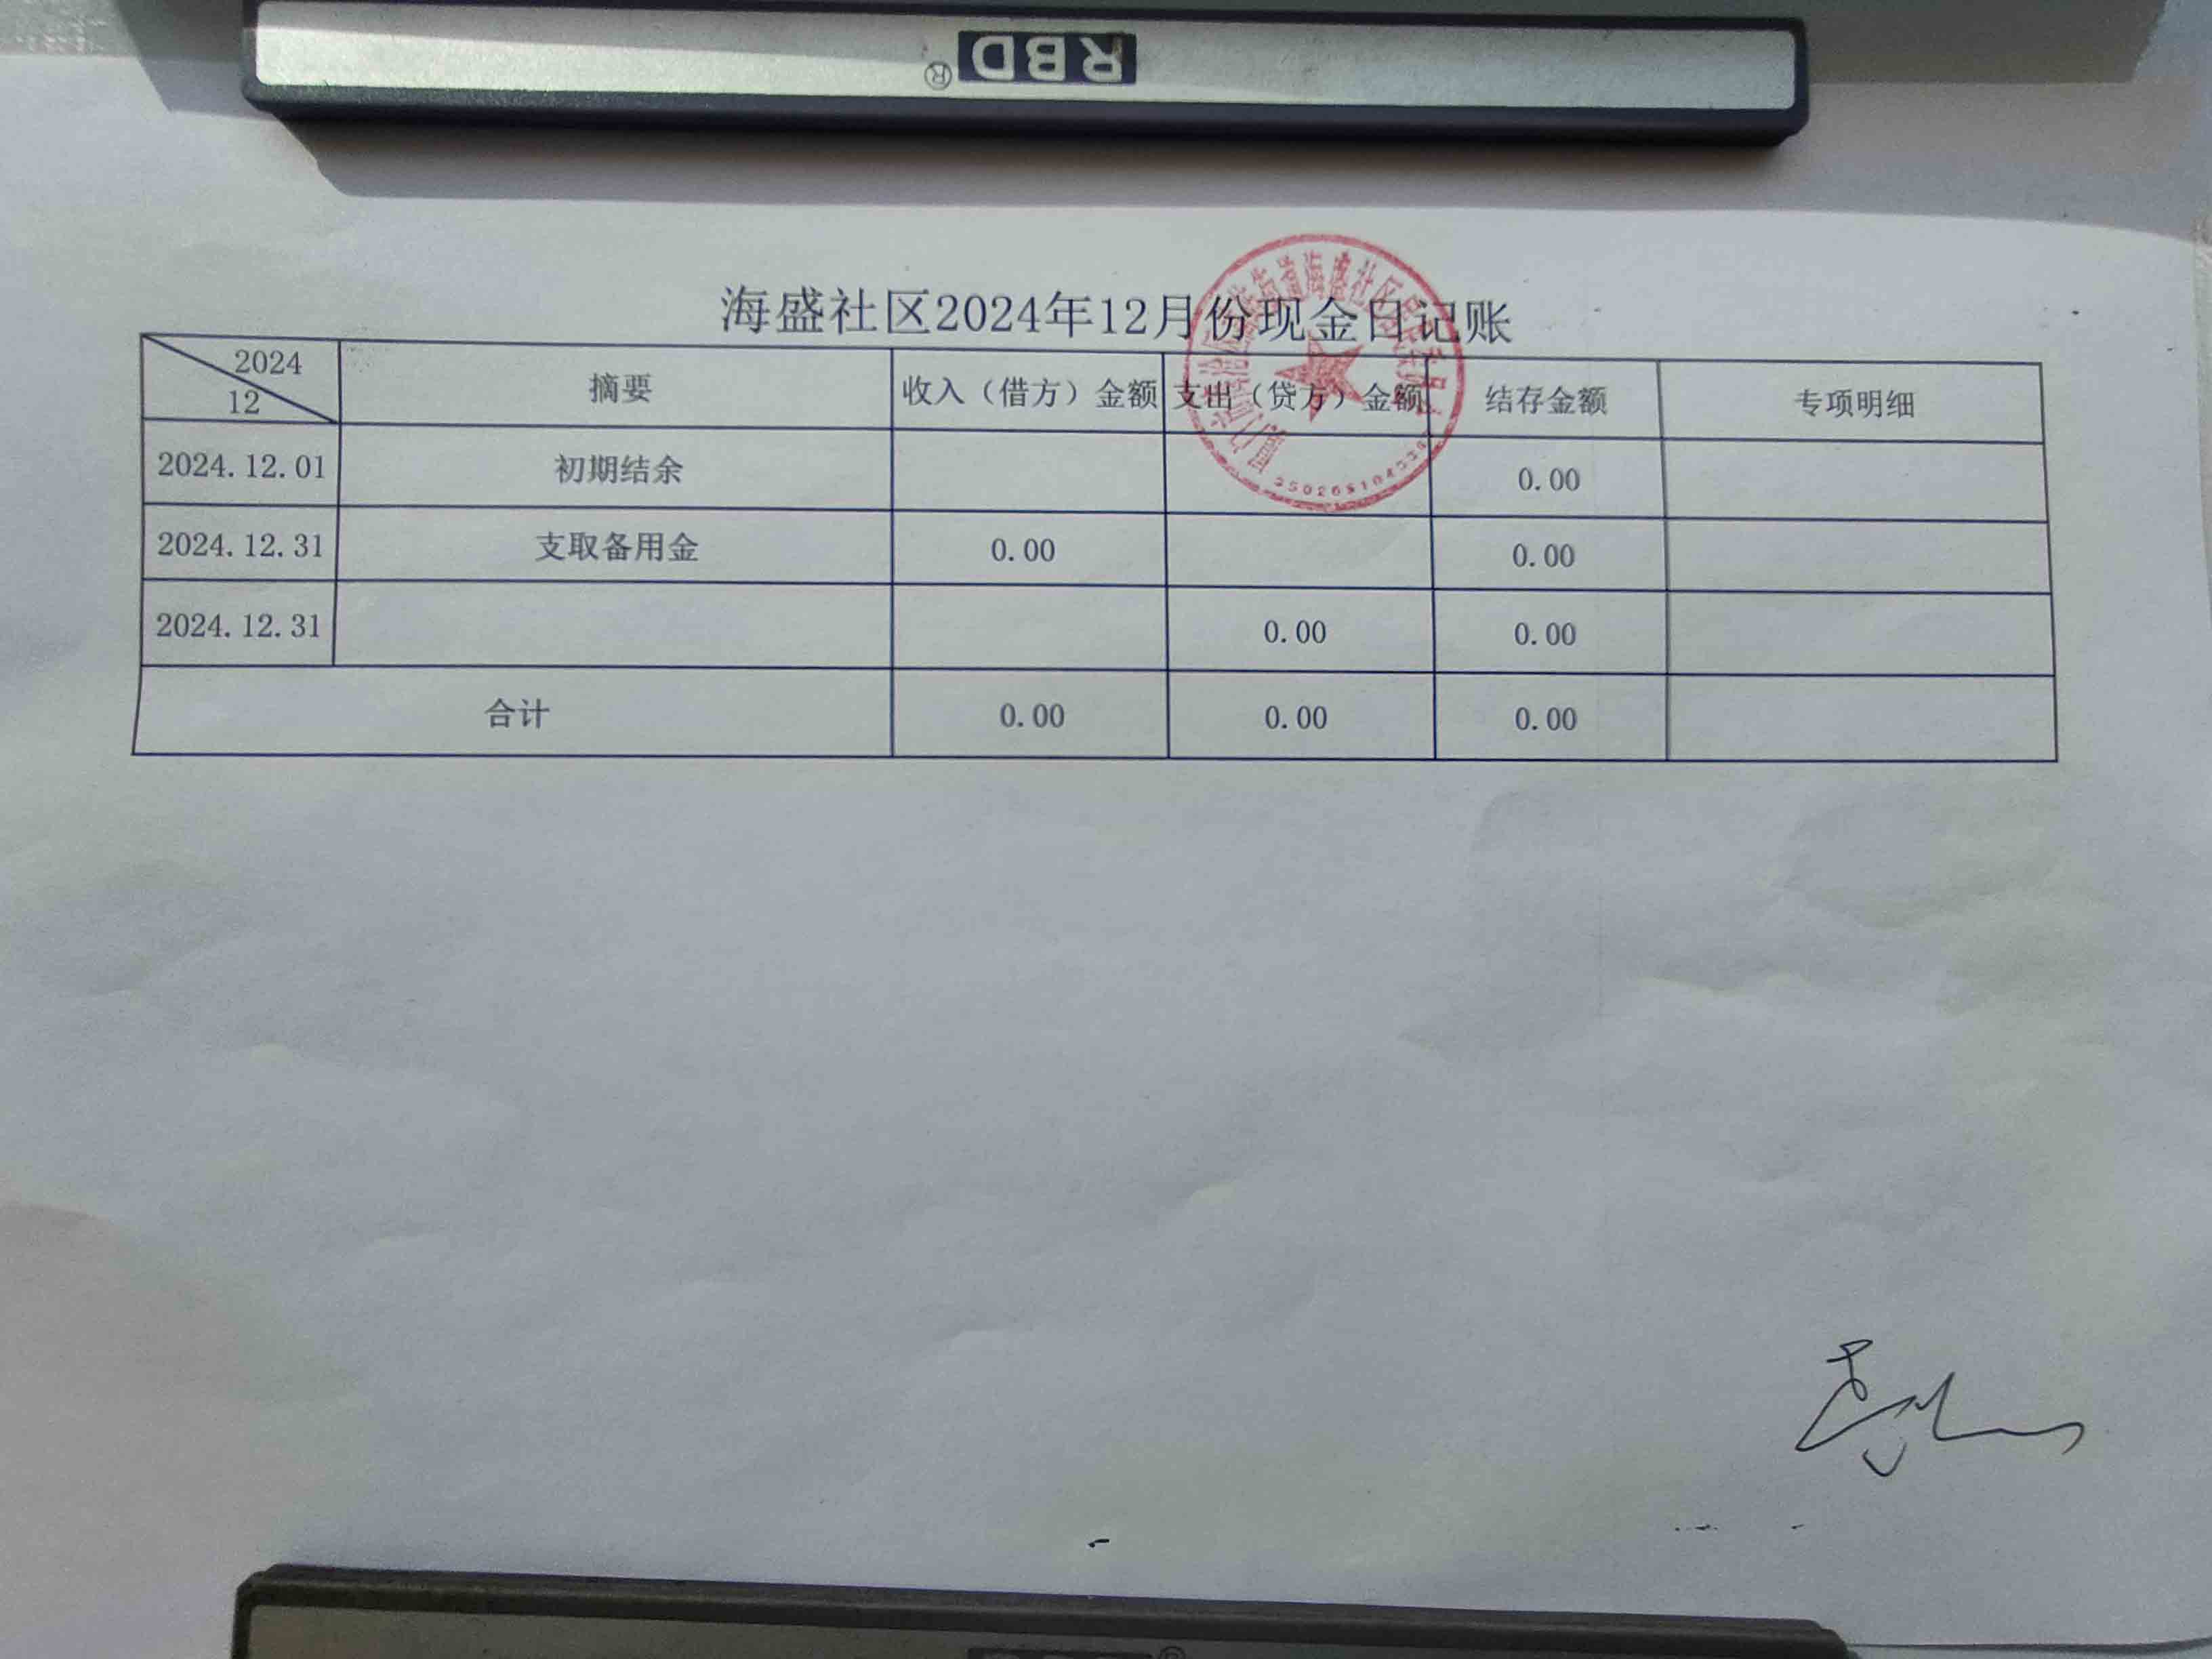 RBD®
海盛社区2024年12月份现金日记账
2024
12
摘要 收入（借方）金额 支出（贷方）金额 结存金额 专项明细
2024.12.01 初期结余 0.00
2024.12.31 支取备用金 0.00 0.00
2024.12.31 0.00 0.00
合计 0.00 0.00 0.00